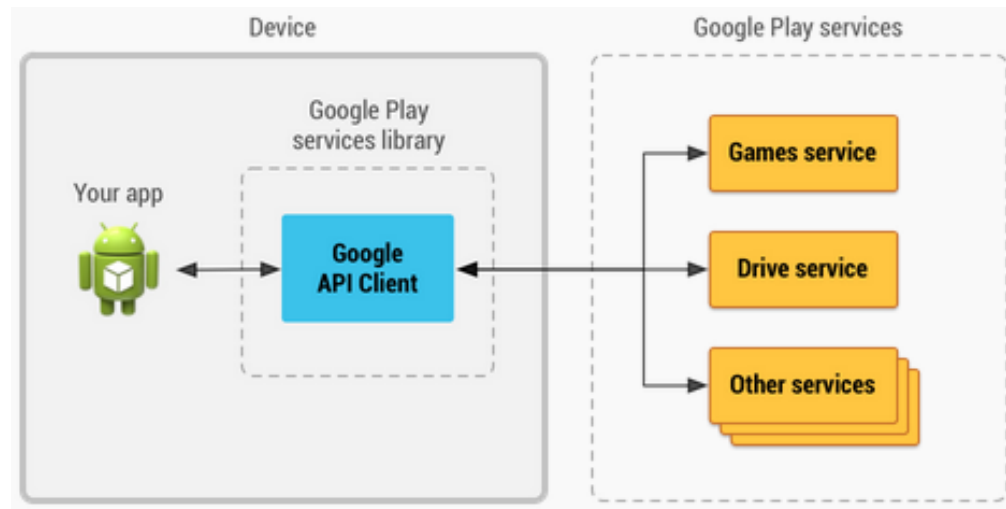 Device
Google Play services
Google Play
services library
Your app
Google
API Client
Games service
Drive service
Other services